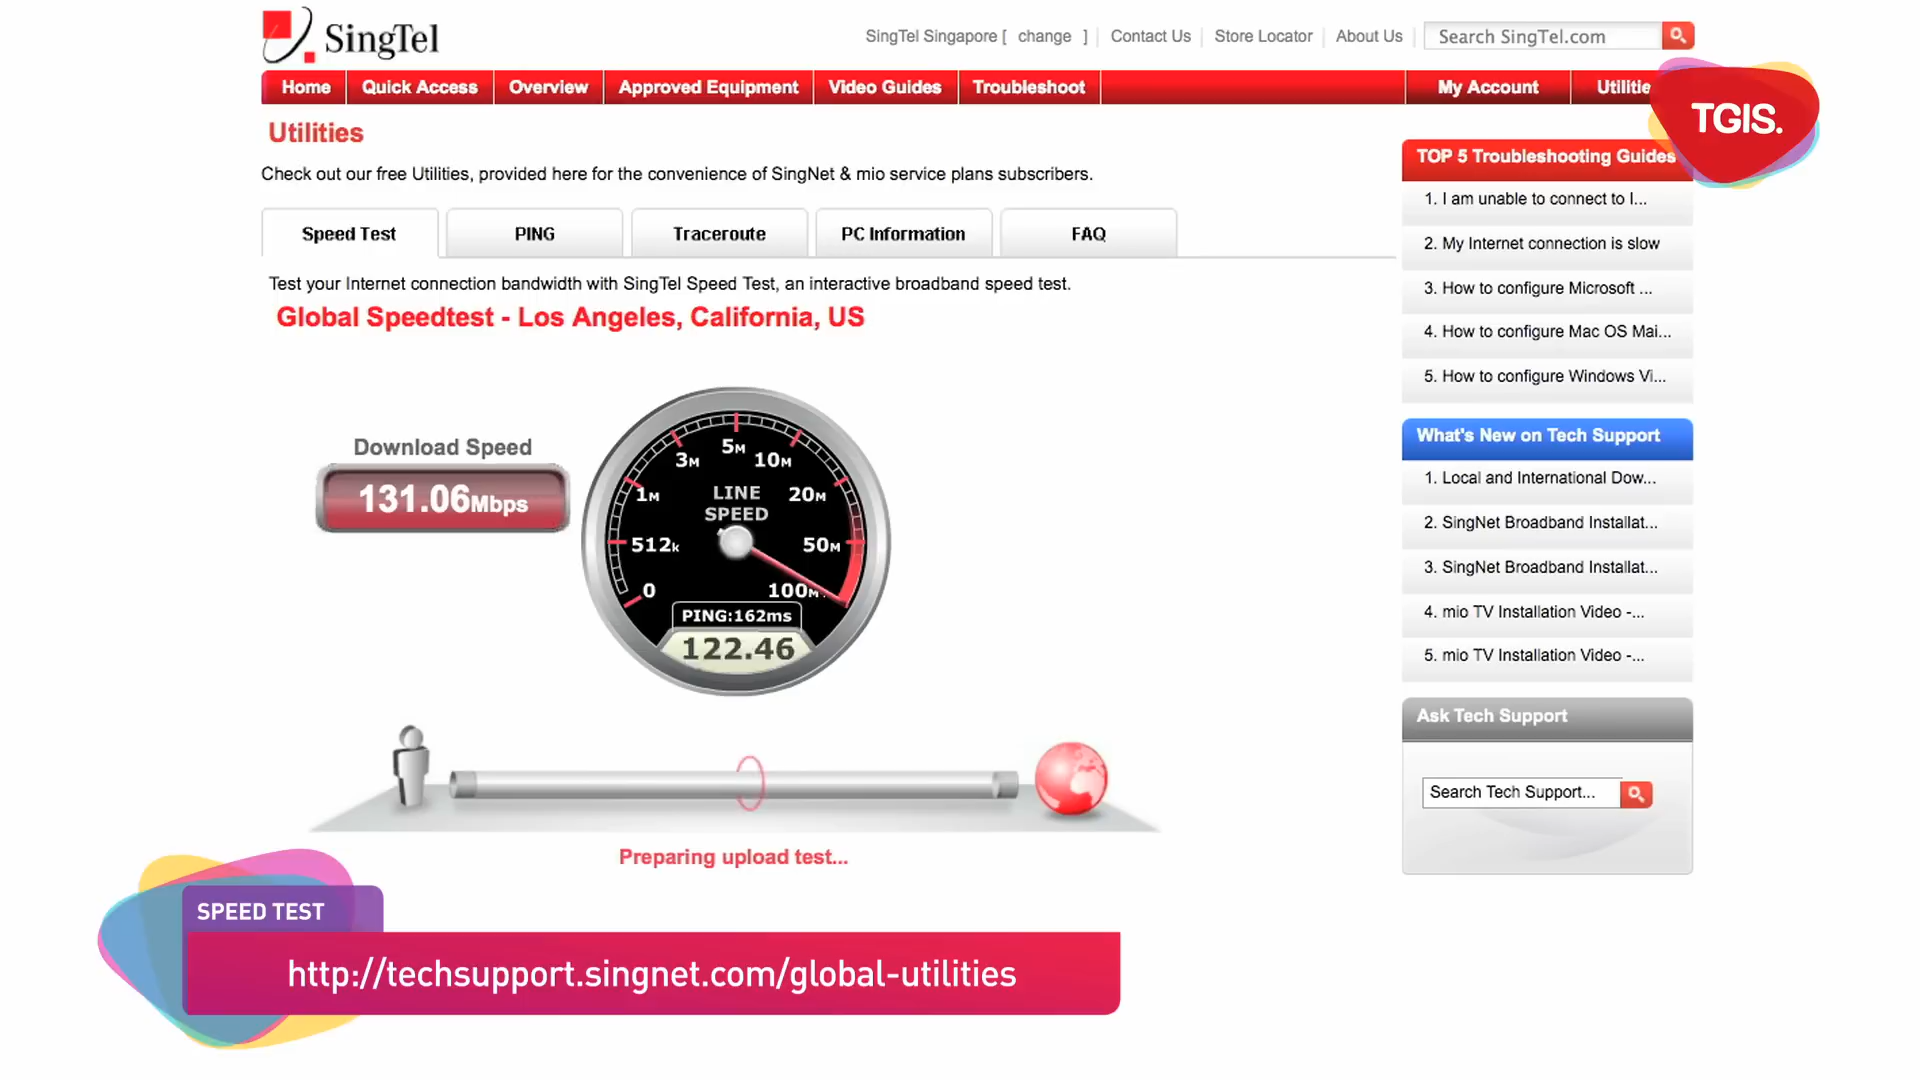 SingTel
SingTel Singapore [ change ] Contact Us Store Locator About Us Search SingTel.com
Home Quick Access Overview Approved Equipment Video Guides Troubleshoot My Account Utilitie
TGIS.
Utilities
Check out our free Utilities, provided here for the convenience of SingNet & mio service plans subscribers.
Speed Test PING Traceroute PC Information FAQ
Test your Internet connection bandwidth with SingTel Speed Test, an interactive broadband speed test.
Global Speedtest - Los Angeles, California, US
Download Speed
131.06Mbps
0
512k
1M
3M
5M
10M
20M
50M
100M
LINE
SPEED
PING:162ms
122.46
Preparing upload test...
TOP 5 Troubleshooting Guides
1. I am unable to connect to I...
2. My Internet connection is slow
3. How to configure Microsoft ...
4. How to configure Mac OS Mai...
5. How to configure Windows Vi...
What's New on Tech Support
1. Local and International Dow...
2. SingNet Broadband Installat...
3. SingNet Broadband Installat...
4. mio TV Installation Video -...
5. mio TV Installation Video -...
Ask Tech Support
Search Tech Support...
SPEED TEST
http://techsupport.singnet.com/global-utilities